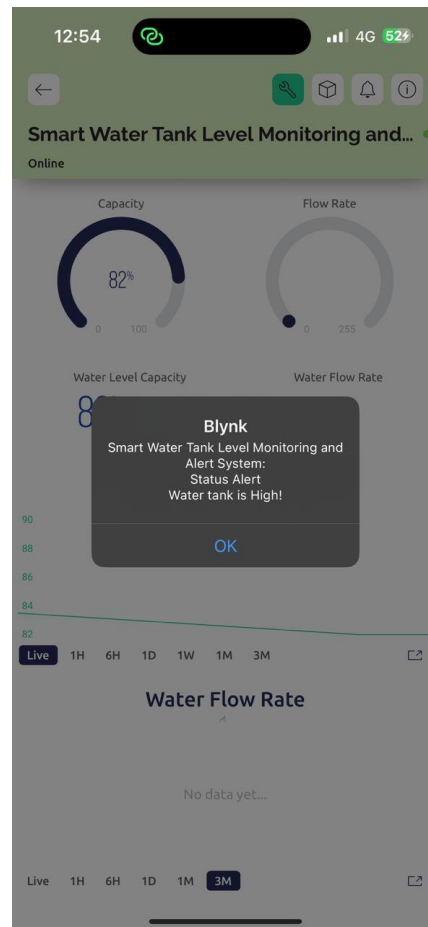 12:54
4G 52
Smart Water Tank Level Monitoring and...
Online
Capacity
Flow Rate
82%
0 100
0 255
Water Level Capacity
Water Flow Rate
Blynk
Smart Water Tank Level Monitoring and
Alert System:
Status Alert
Water tank is High!
OK
90
88
86
84
82
Live 1H 6H 1D 1W 1M 3M
Water Flow Rate
No data yet...
Live 1H 6H 1D 1M 3M